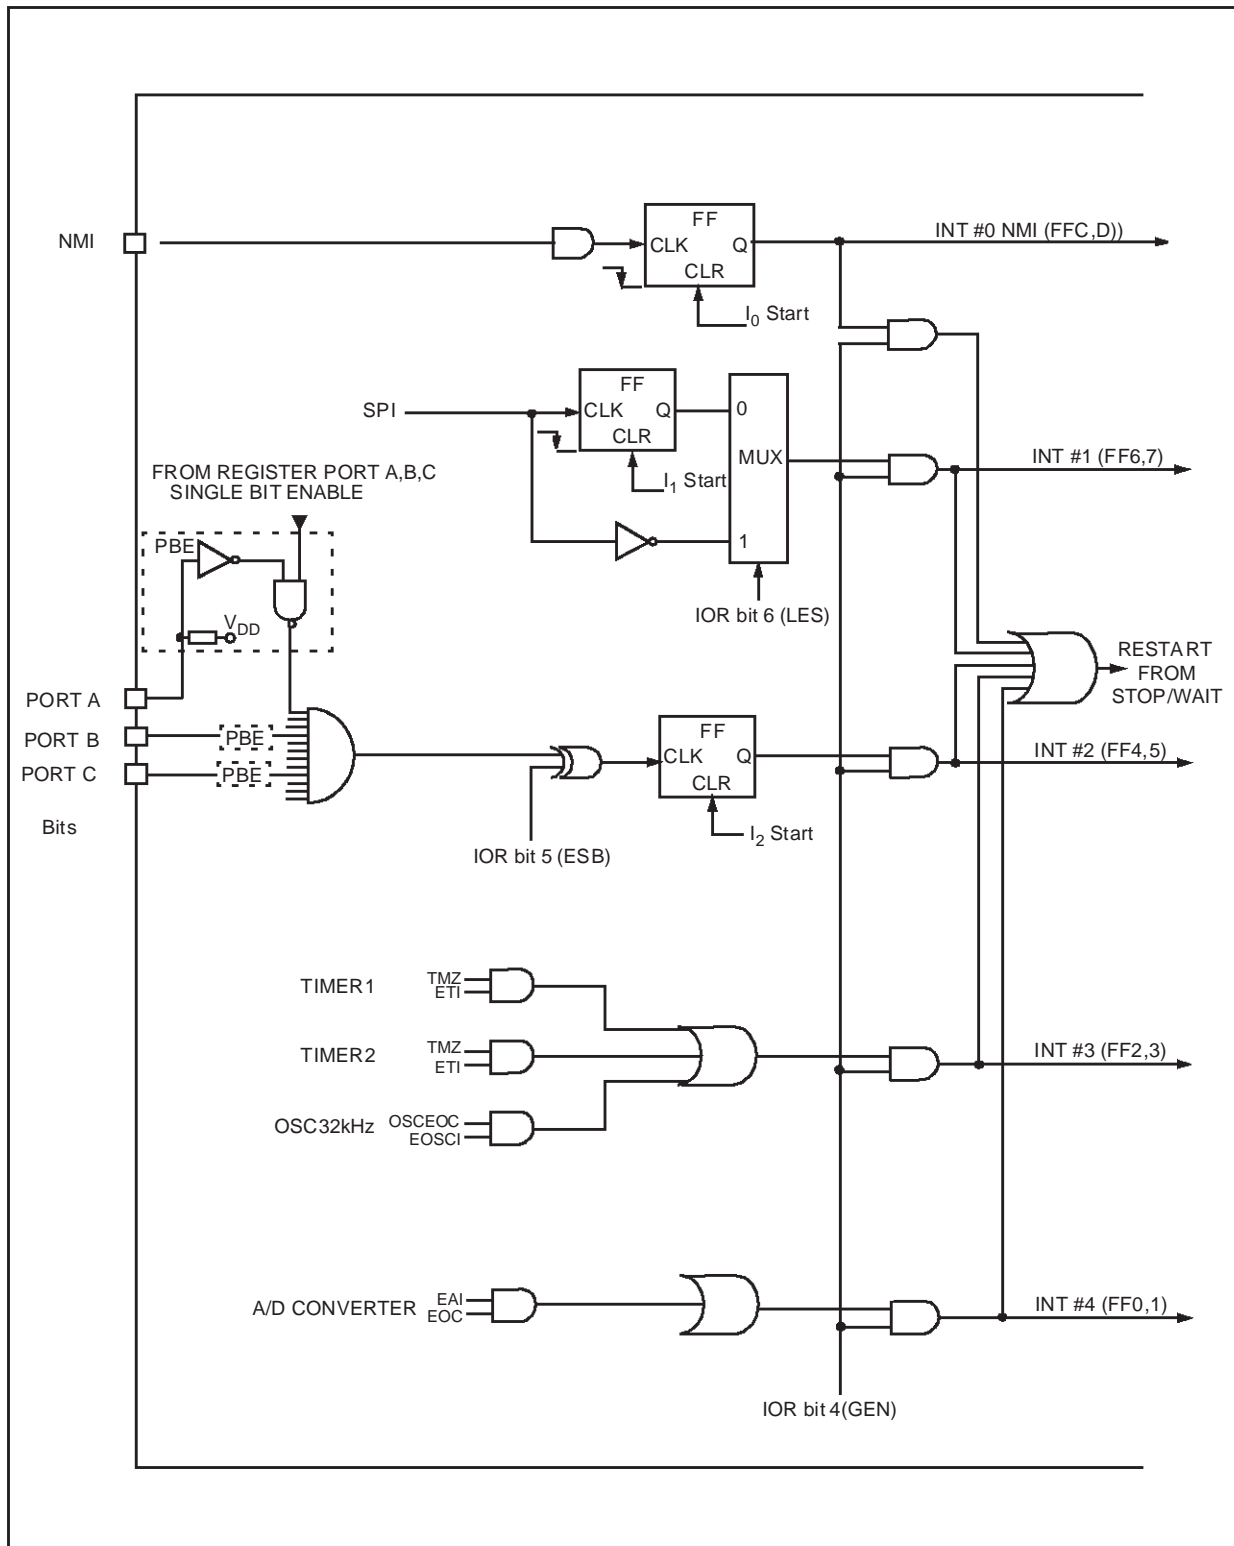 NMI
FF
CLK
Q
CLR
I0 Start
INT #0 NMI (FFC,D))
SPI
FF
CLK
Q
CLR
I1 Start
0
MUX
1
IOR bit 6 (LES)
INT #1 (FF6,7)
FROM REGISTER PORT A,B,C
SINGLE BIT ENABLE
PBE
VDD
PORT A
PORT B
PBE
PORT C
PBE
Bits
IOR bit 5 (ESB)
FF
CLK
Q
CLR
I2 Start
RESTART
FROM
STOP/WAIT
INT #2 (FF4,5)
TIMER1
TMZ
ETI
TIMER2
TMZ
ETI
OSC32kHz
OSCEOC
EOSCI
INT #3 (FF2,3)
A/D CONVERTER
EAI
EOC
INT #4 (FF0,1)
IOR bit 4(GEN)